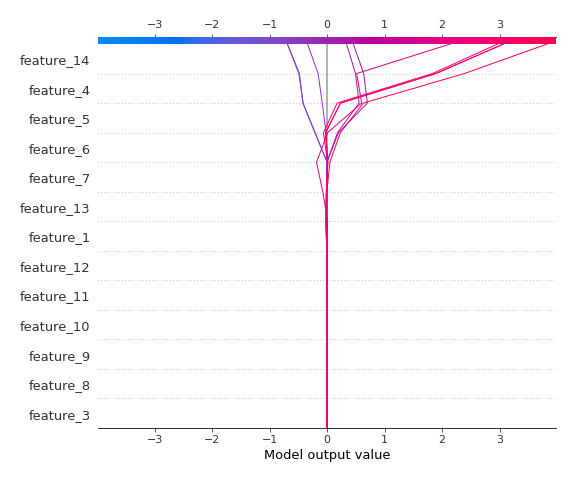 −3 −2 −1 0 1 2 3
feature_14
feature_4
feature_5
feature_6
feature_7
feature_13
feature_1
feature_12
feature_11
feature_10
feature_9
feature_8
feature_3
−3 −2 −1 0 1 2 3
Model output value